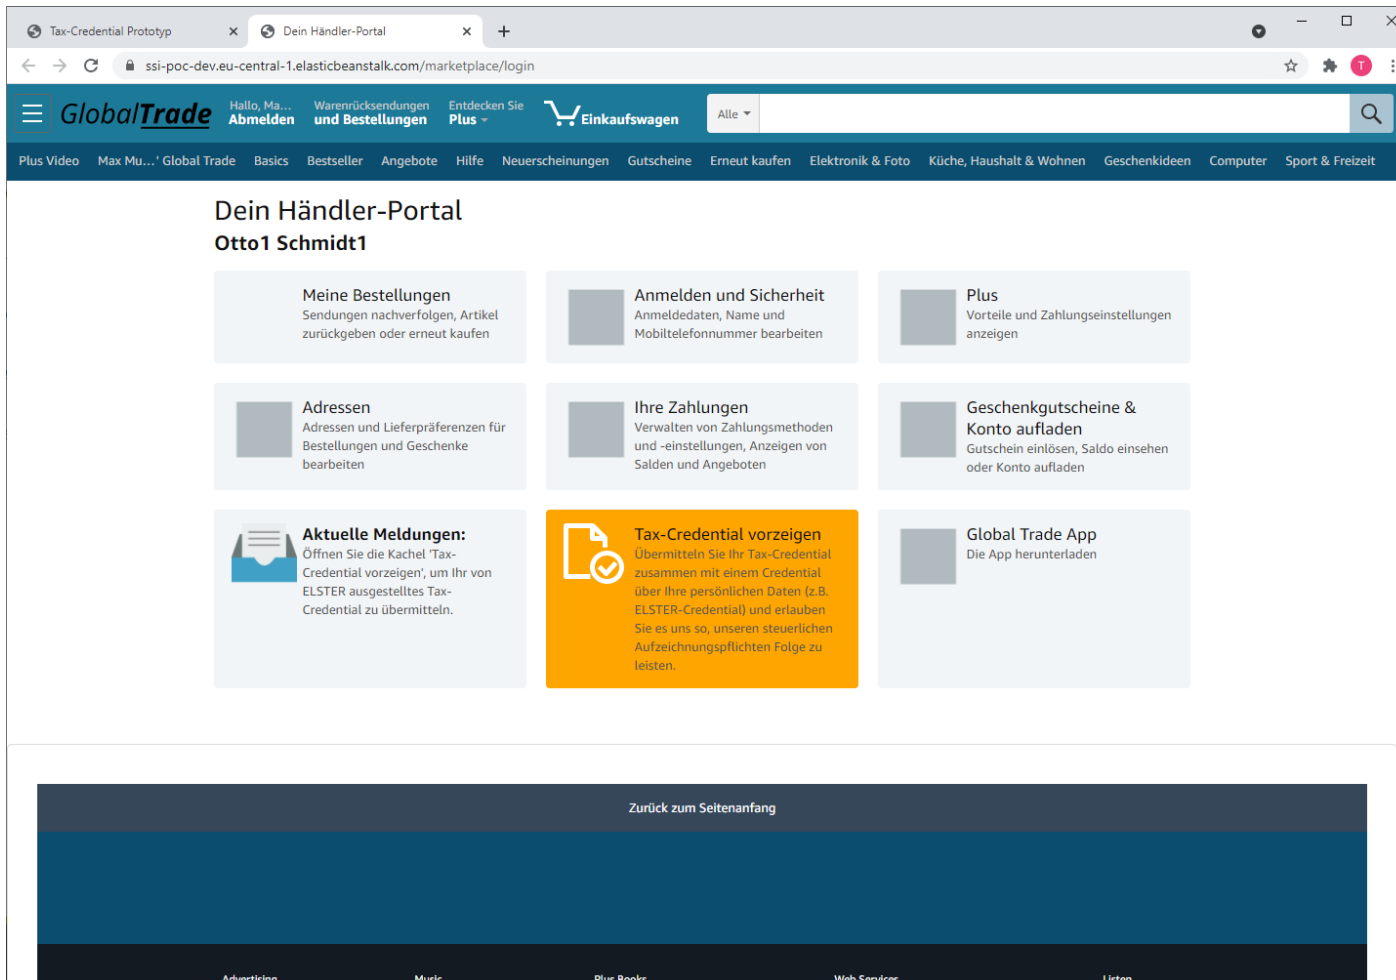 Tax-Credential Prototyp
Dein Händler-Portal
ssi-poc-dev.eu-central-1.elasticbeanstalk.com/marketplace/login
T
GlobalTrade
Hallo, Ma...
Abmelden
Warenrücksendungen
und Bestellungen
Entdecken Sie
Plus
Einkaufswagen
Alle
Plus Video Max Mu...' Global Trade Basics Bestseller Angebote Hilfe Neuerscheinungen Gutscheine Erneut kaufen Elektronik & Foto Küche, Haushalt & Wohnen Geschenkideen Computer Sport & Freizeit
Dein Händler-Portal
Otto1 Schmidt1
Meine Bestellungen
Sendungen nachverfolgen, Artikel
zurückgeben oder erneut kaufen
Anmelden und Sicherheit
Anmeldedaten, Name und
Mobiltelefonnummer bearbeiten
Plus
Vorteile und Zahlungseinstellungen
anzeigen
Adressen
Adressen und Lieferpräferenzen für
Bestellungen und Geschenke
bearbeiten
Ihre Zahlungen
Verwalten von Zahlungsmethoden
und -einstellungen, Anzeigen von
Salden und Angeboten
Geschenkgutscheine &
Konto aufladen
Gutschein einlösen, Saldo einsehen
oder Konto aufladen
Aktuelle Meldungen:
Öffnen Sie die Kachel 'Tax-
Credential vorzeigen', um Ihr von
ELSTER ausgestelltes Tax-
Credential zu übermitteln.
Tax-Credential vorzeigen
Übermitteln Sie Ihr Tax-Credential
zusammen mit einem Credential
über Ihre persönlichen Daten (z.B.
ELSTER-Credential) und erlauben
Sie es uns so, unseren steuerlichen
Aufzeichnungspflichten Folge zu
leisten.
Global Trade App
Die App herunterladen
Zurück zum Seitenanfang
Advertising Music Plus Books Web Services Listen